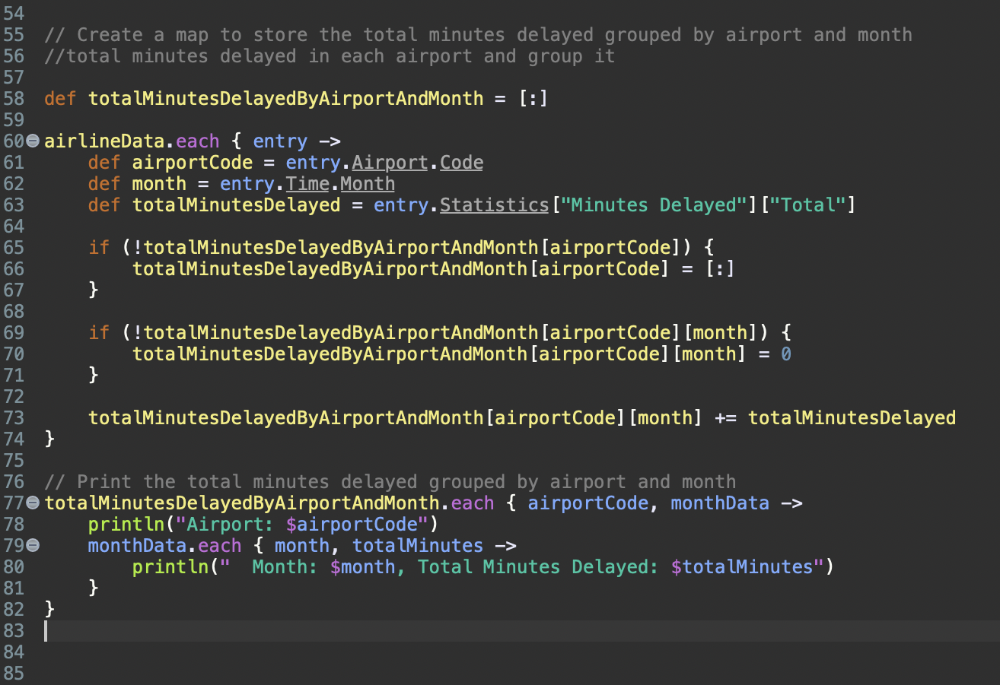 54
55 // Create a map to store the total minutes delayed grouped by airport and month
56 //total minutes delayed in each airport and group it
57
58 def totalMinutesDelayedByAirportAndMonth = [:]
59
60 airlineData.each { entry ->
61     def airportCode = entry.Airport.Code
62     def month = entry.Time.Month
63     def totalMinutesDelayed = entry.Statistics["Minutes Delayed"]["Total"]
64
65     if (!totalMinutesDelayedByAirportAndMonth[airportCode]) {
66         totalMinutesDelayedByAirportAndMonth[airportCode] = [:]
67     }
68
69     if (!totalMinutesDelayedByAirportAndMonth[airportCode][month]) {
70         totalMinutesDelayedByAirportAndMonth[airportCode][month] = 0
71     }
72
73     totalMinutesDelayedByAirportAndMonth[airportCode][month] += totalMinutesDelayed
74 }
75
76 // Print the total minutes delayed grouped by airport and month
77 totalMinutesDelayedByAirportAndMonth.each { airportCode, monthData ->
78     println("Airport: $airportCode")
79     monthData.each { month, totalMinutes ->
80         println("  Month: $month, Total Minutes Delayed: $totalMinutes")
81     }
82 }
83
84
85